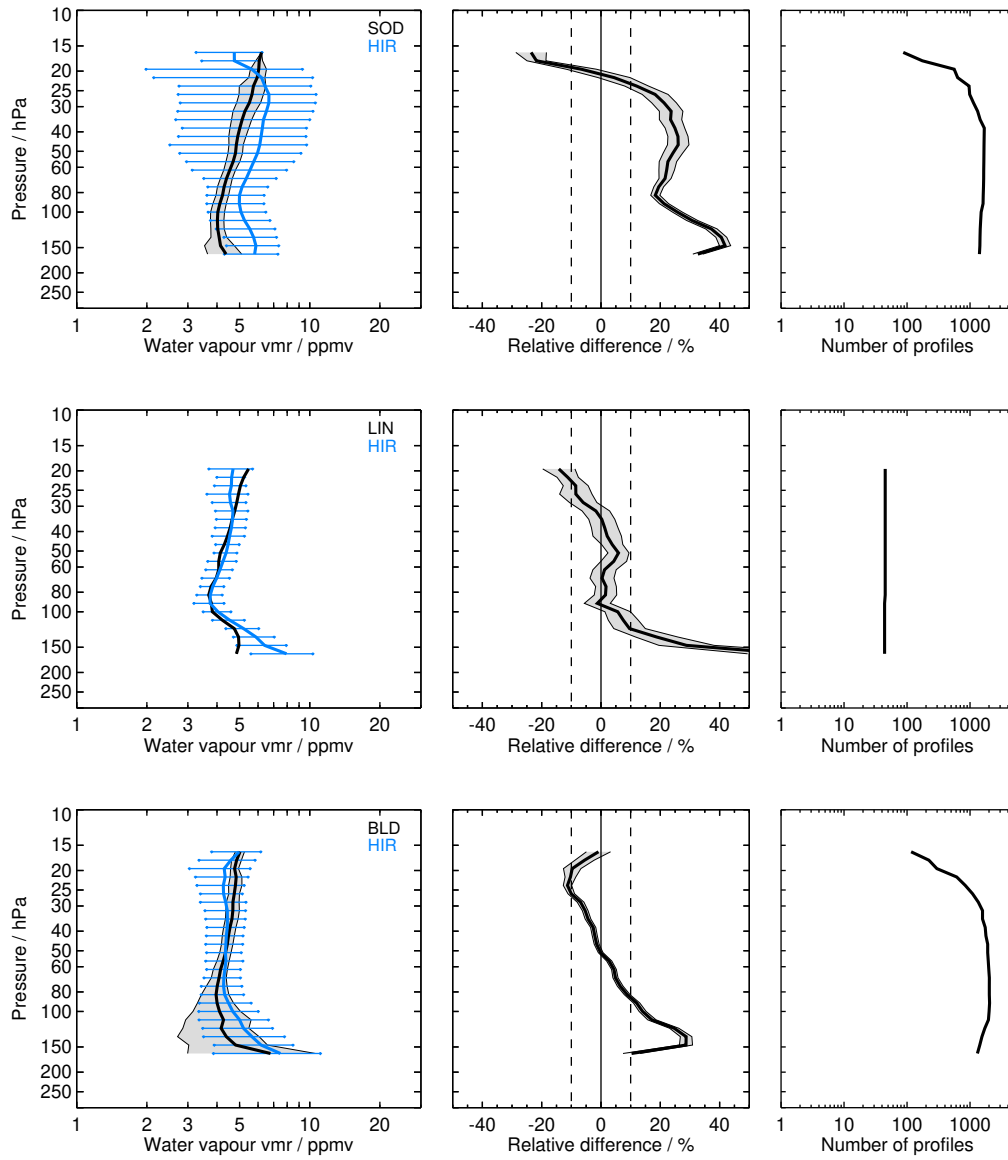 SOD
HIR
Pressure / hPa
10
15
20
25
30
40
50
60
80
100
150
200
250
1 2 3 5 10 20
Water vapour vmr / ppmv
-40 -20 0 20 40
Relative difference / %
1 10 100 1000
Number of profiles
LIN
HIR
Pressure / hPa
10
15
20
25
30
40
50
60
80
100
150
200
250
1 2 3 5 10 20
Water vapour vmr / ppmv
-40 -20 0 20 40
Relative difference / %
1 10 100 1000
Number of profiles
BLD
HIR
Pressure / hPa
10
15
20
25
30
40
50
60
80
100
150
200
250
1 2 3 5 10 20
Water vapour vmr / ppmv
-40 -20 0 20 40
Relative difference / %
1 10 100 1000
Number of profiles